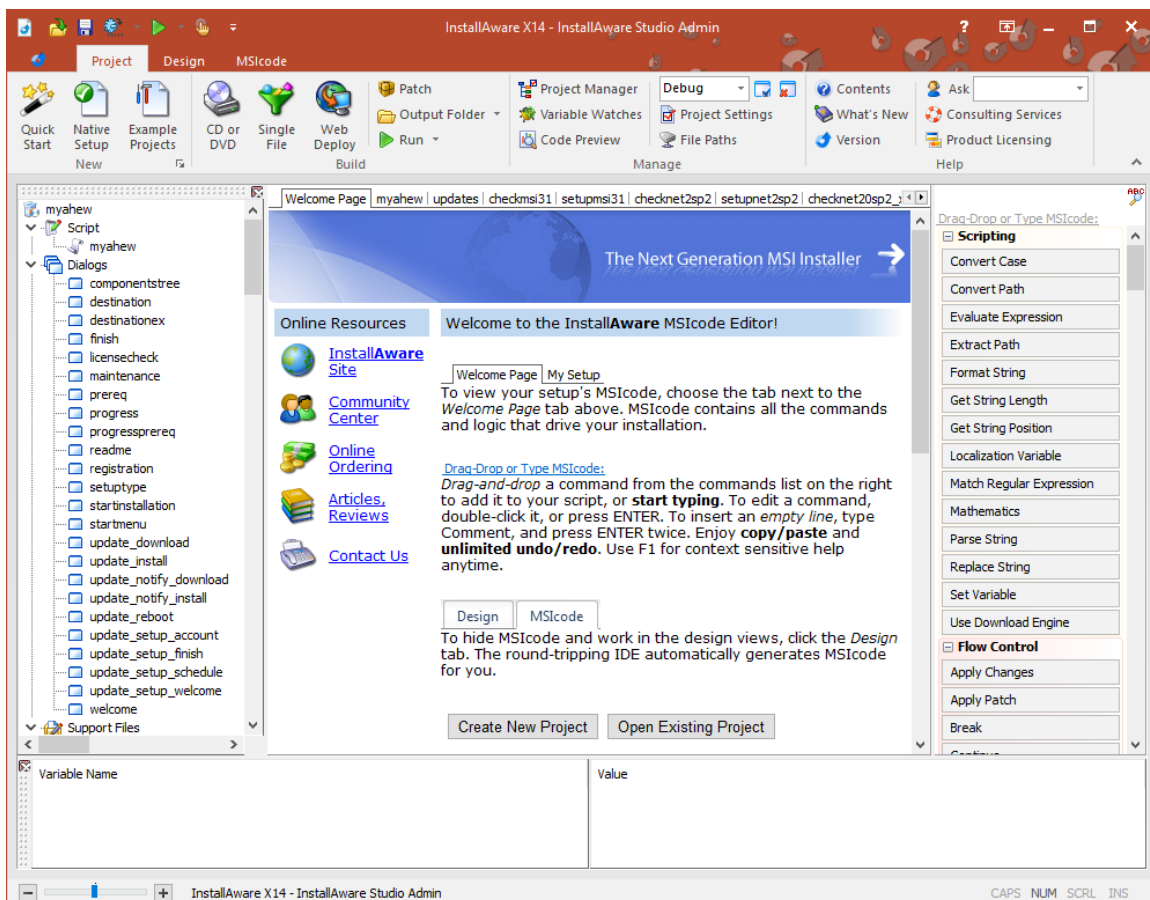 InstallAware X14 - InstallAware Studio Admin
Project Design MSIcode
Quick Start
Native Setup
Example Projects
New
CD or DVD
Single File
Web Deploy
Patch
Output Folder
Run
Build
Project Manager
Variable Watches
Code Preview
Debug
Project Settings
File Paths
Manage
Contents
What's New
Version
Ask
Consulting Services
Product Licensing
Help
myahew
Script
myahew
Dialogs
componentstree
destination
destinationex
finish
licensecheck
maintenance
prereq
progress
progressprereq
readme
registration
setuptype
startinstallation
startmenu
update_download
update_install
update_notify_download
update_notify_install
update_reboot
update_setup_account
update_setup_finish
update_setup_schedule
update_setup_welcome
welcome
Support Files
Welcome Page myahew updates checkmsi31 setupmsi31 checknet2sp2 setupnet2sp2 checknet20sp2_
The Next Generation MSI Installer
Online Resources
InstallAware
Site
Community
Center
Online
Ordering
Articles,
Reviews
Contact Us
Welcome to the InstallAware MSIcode Editor!
Welcome Page My Setup
To view your setup's MSIcode, choose the tab next to the
Welcome Page tab above. MSIcode contains all the commands
and logic that drive your installation.
Drag-Drop or Type MSIcode:
Drag-and-drop a command from the commands list on the right
to add it to your script, or start typing. To edit a command,
double-click it, or press ENTER. To insert an empty line, type
Comment, and press ENTER twice. Enjoy copy/paste and
unlimited undo/redo. Use F1 for context sensitive help
anytime.
Design MSIcode
To hide MSIcode and work in the design views, click the Design
tab. The round-tripping IDE automatically generates MSIcode
for you.
Create New Project Open Existing Project
ABC
Drag-Drop or Type MSIcode:
Scripting
Convert Case
Convert Path
Evaluate Expression
Extract Path
Format String
Get String Length
Get String Position
Localization Variable
Match Regular Expression
Mathematics
Parse String
Replace String
Set Variable
Use Download Engine
Flow Control
Apply Changes
Apply Patch
Break
Continue
Variable Name Value
InstallAware X14 - InstallAware Studio Admin
CAPS NUM SCRL INS